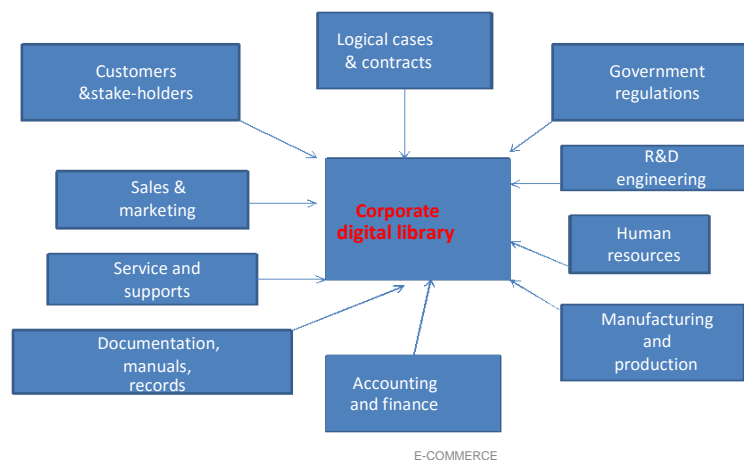 Logical cases
& contracts
Customers
&stake-holders
Government
regulations
R&D
engineering
Sales &
marketing
Corporate
digital library
Human
resources
Service and
supports
Manufacturing
and
production
Documentation,
manuals,
records
Accounting
and finance
E-COMMERCE